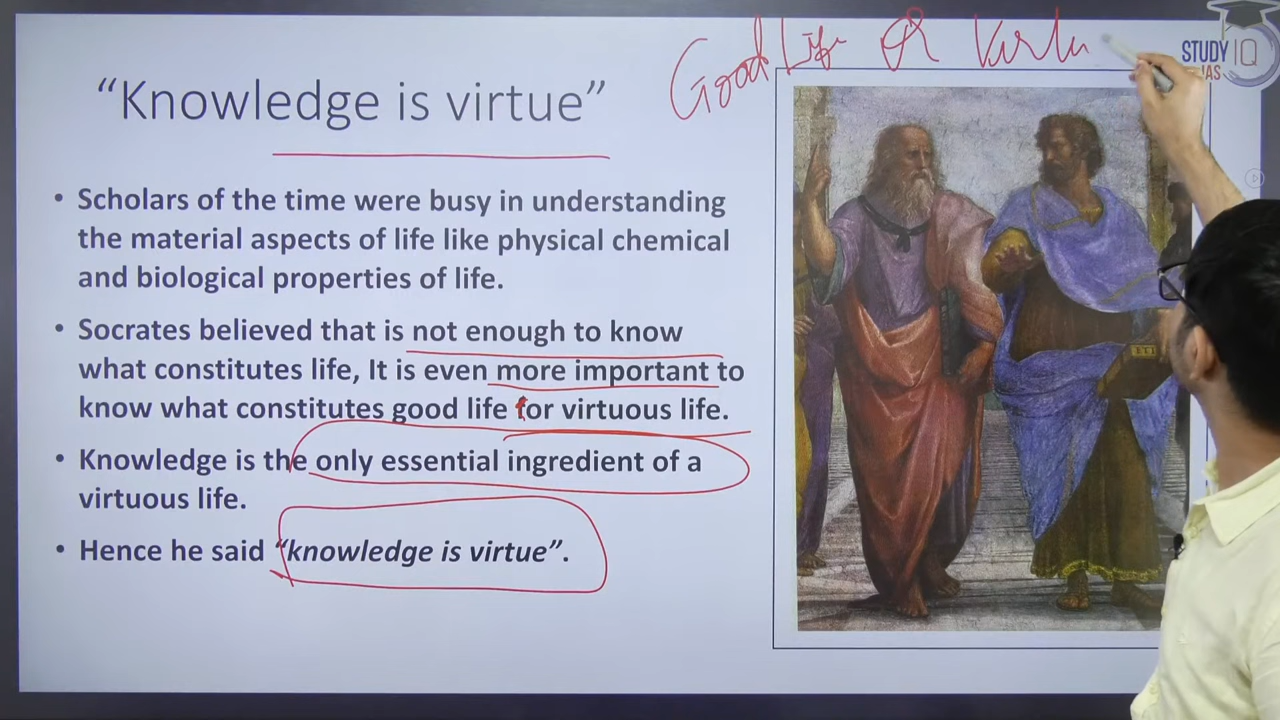 Good Life or Virtu
STUDY IQ
IAS
“Knowledge is virtue”
• Scholars of the time were busy in understanding
the material aspects of life like physical chemical
and biological properties of life.
• Socrates believed that is not enough to know
what constitutes life, It is even more important to
know what constitutes good life for virtuous life.
• Knowledge is the only essential ingredient of a
virtuous life.
• Hence he said “knowledge is virtue”.